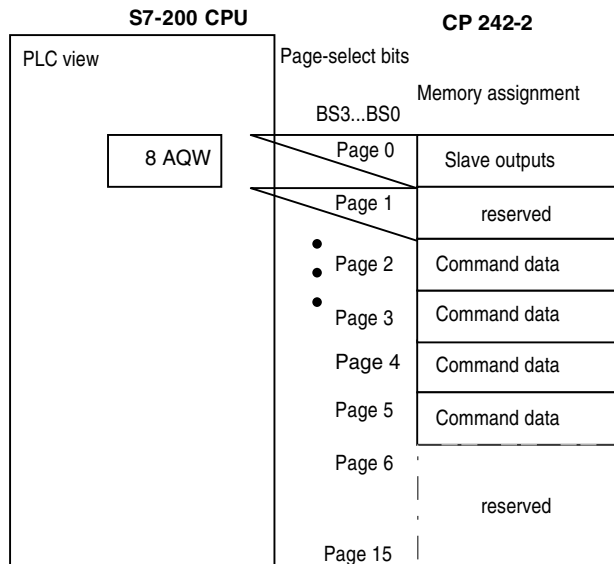 S7-200 CPU
CP 242-2
PLC view
Page-select bits
Memory assignment
BS3...BS0
8 AQW
Page 0
Slave outputs
Page 1
reserved
Page 2
Command data
Page 3
Command data
Page 4
Command data
Page 5
Command data
Page 6
reserved
Page 15